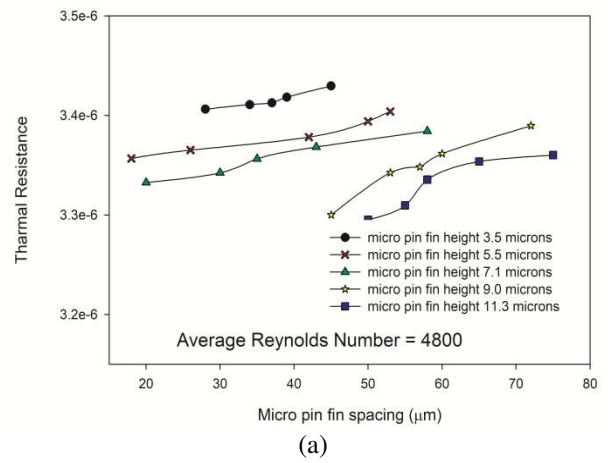 3.5e-6
3.4e-6
3.3e-6
3.2e-6
Tharmal Resistance
micro pin fin height 3.5 microns
micro pin fin height 5.5 microns
micro pin fin height 7.1 microns
micro pin fin height 9.0 microns
micro pin fin height 11.3 microns
Average Reynolds Number = 4800
20 30 40 50 60 70 80
Micro pin fin spacing (μm)
(a)